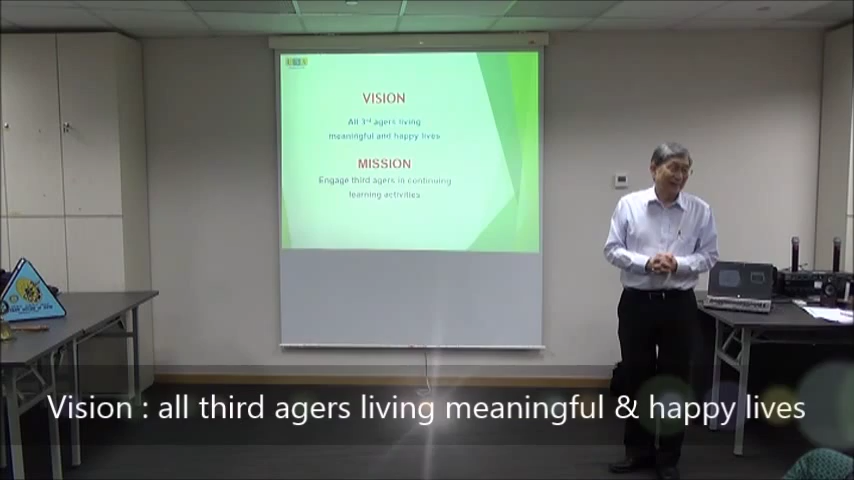 VISION
All 3rd agers living
meaningful and happy lives
MISSION
Engage third agers in continuing
learning activities
Vision : all third agers living meaningful & happy lives